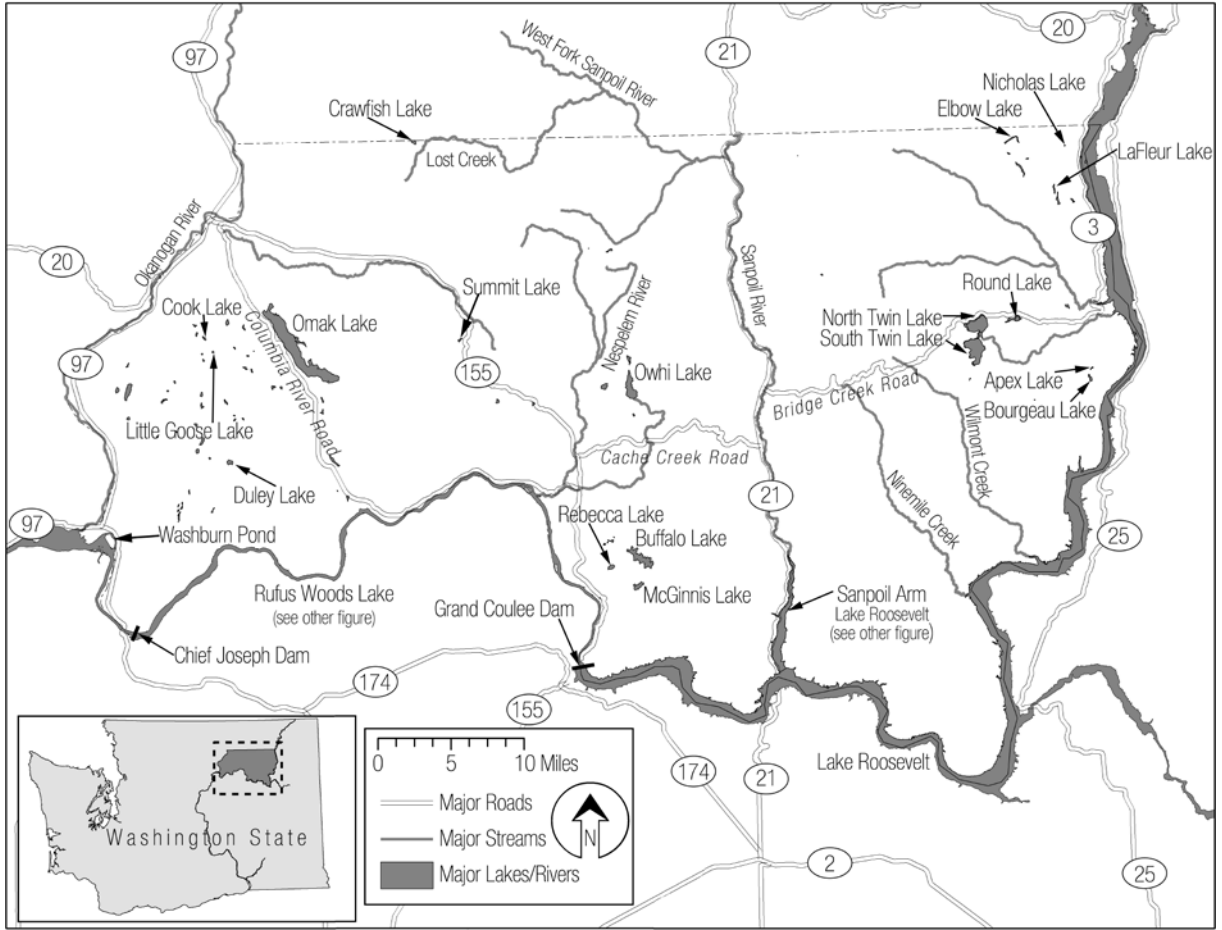 97
21
20
West Fork Sanpoil River
Nicholas Lake
Elbow Lake
Crawfish Lake
Lost Creek
LaFleur Lake
Okanogan River
3
20
Sanpoil River
Cook Lake
Omak Lake
Summit Lake
Nespelem River
Round Lake
North Twin Lake
South Twin Lake
97
Columbia River Road
155
Owhi Lake
Bridge Creek Road
Apex Lake
Bourgeau Lake
Little Goose Lake
Cache Creek Road
Wilmont Creek
Duley Lake
21
Ninemile Creek
97
Washburn Pond
Rebecca Lake
Buffalo Lake
25
Rufus Woods Lake
(see other figure)
McGinnis Lake
Grand Coulee Dam
Sanpoil Arm
Lake Roosevelt
(see other figure)
Chief Joseph Dam
174
155
Lake Roosevelt
174
21
2
25
Washington State
0
5
10 Miles
Major Roads
Major Streams
Major Lakes/Rivers
N